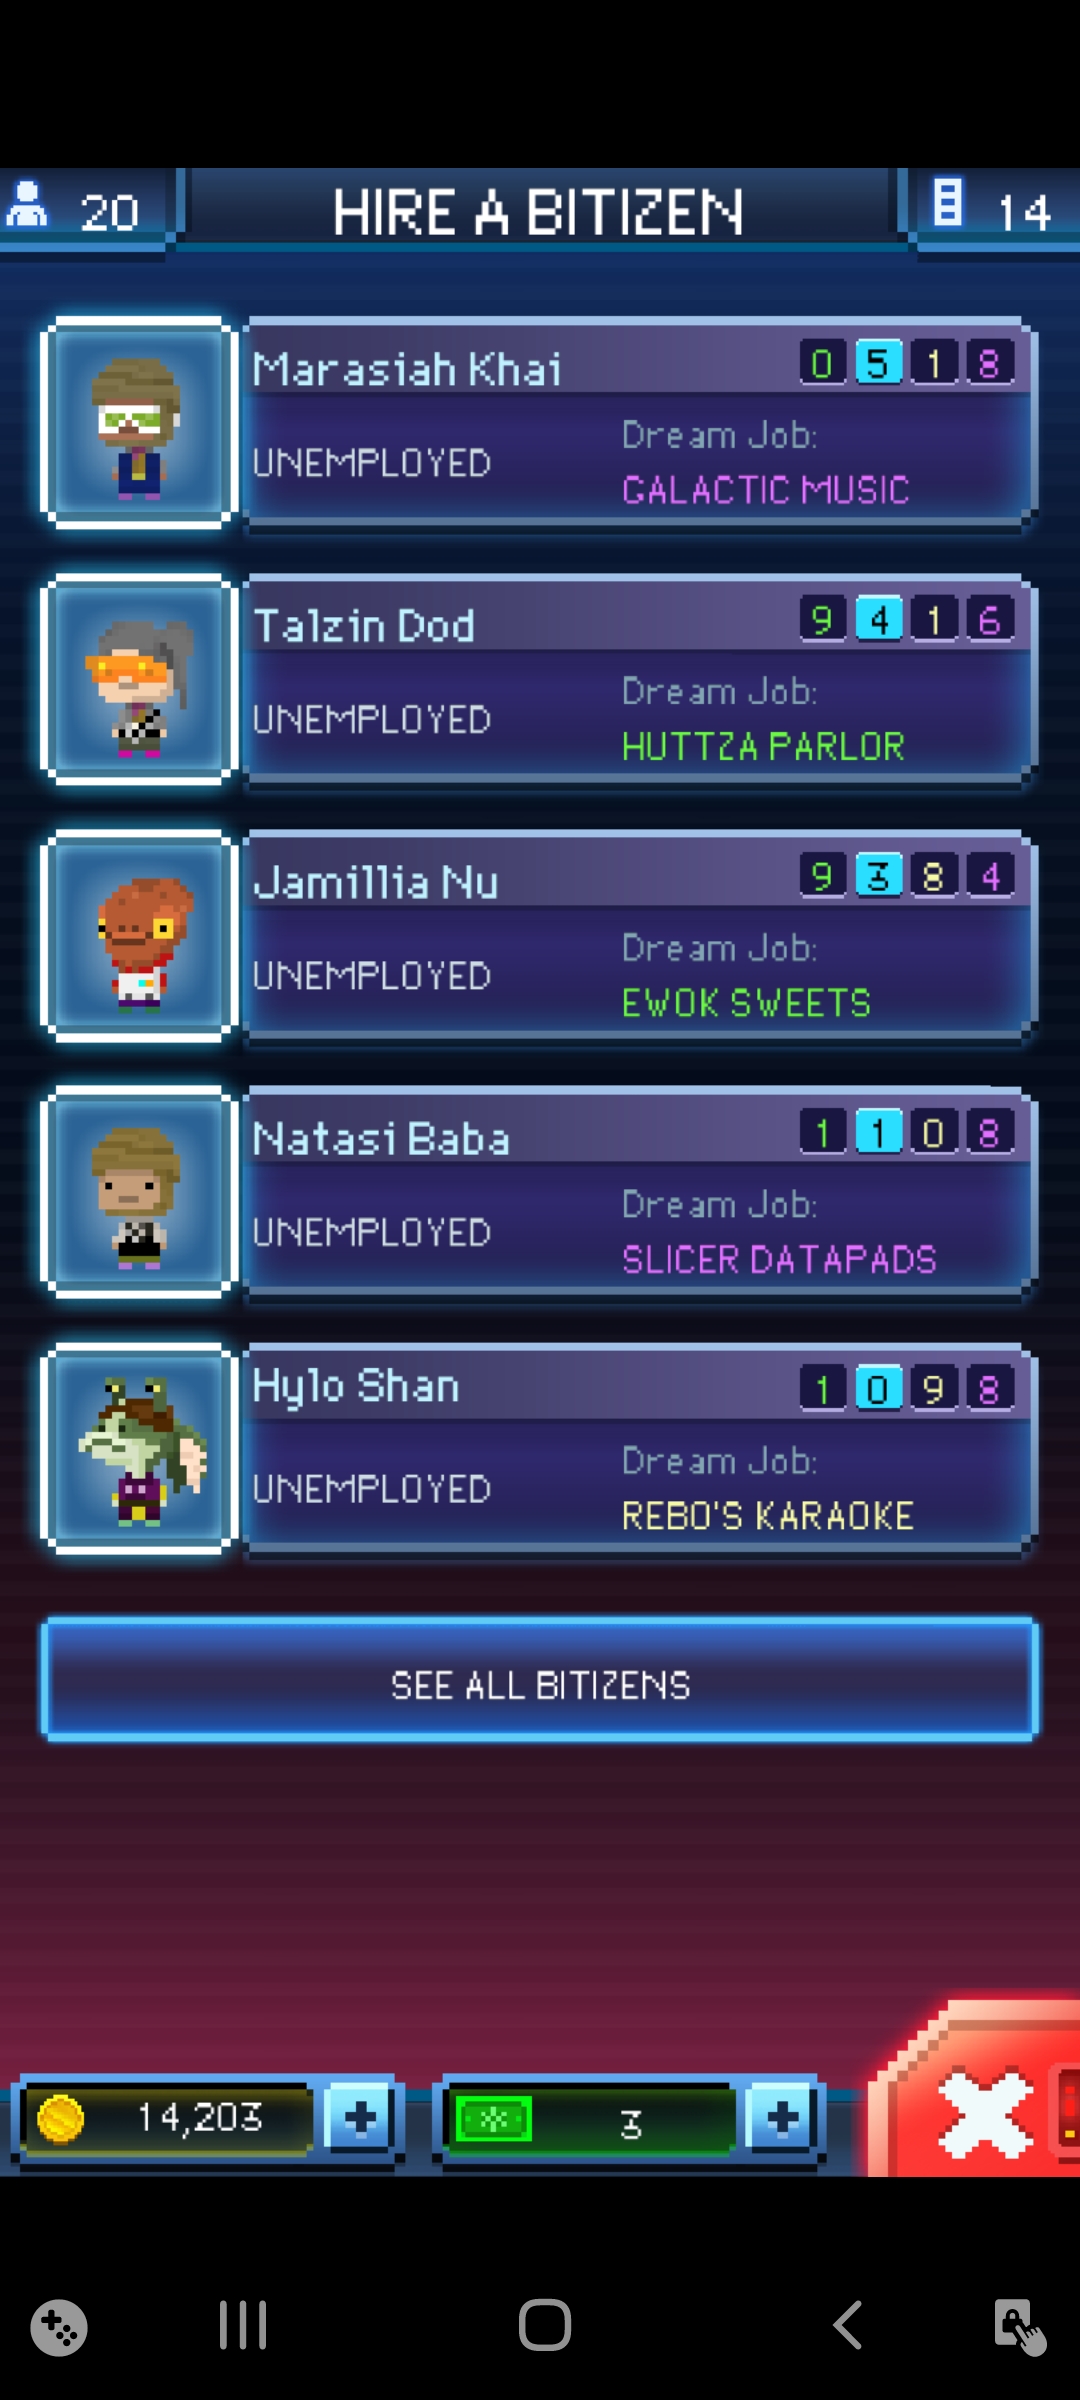 20
HIRE A BITIZEN
14
Marasiah Khai
0 5 1 8
UNEMPLOYED
Dream Job:
GALACTIC MUSIC
Talzin Dod
9 4 1 6
UNEMPLOYED
Dream Job:
HUTTZA PARLOR
Jamillia Nu
9 3 8 4
UNEMPLOYED
Dream Job:
EWOK SWEETS
Natasi Baba
1 1 0 8
UNEMPLOYED
Dream Job:
SLICER DATAPADS
Hylo Shan
1 0 9 8
UNEMPLOYED
Dream Job:
REBO'S KARAOKE
SEE ALL BITIZENS
14,203
3